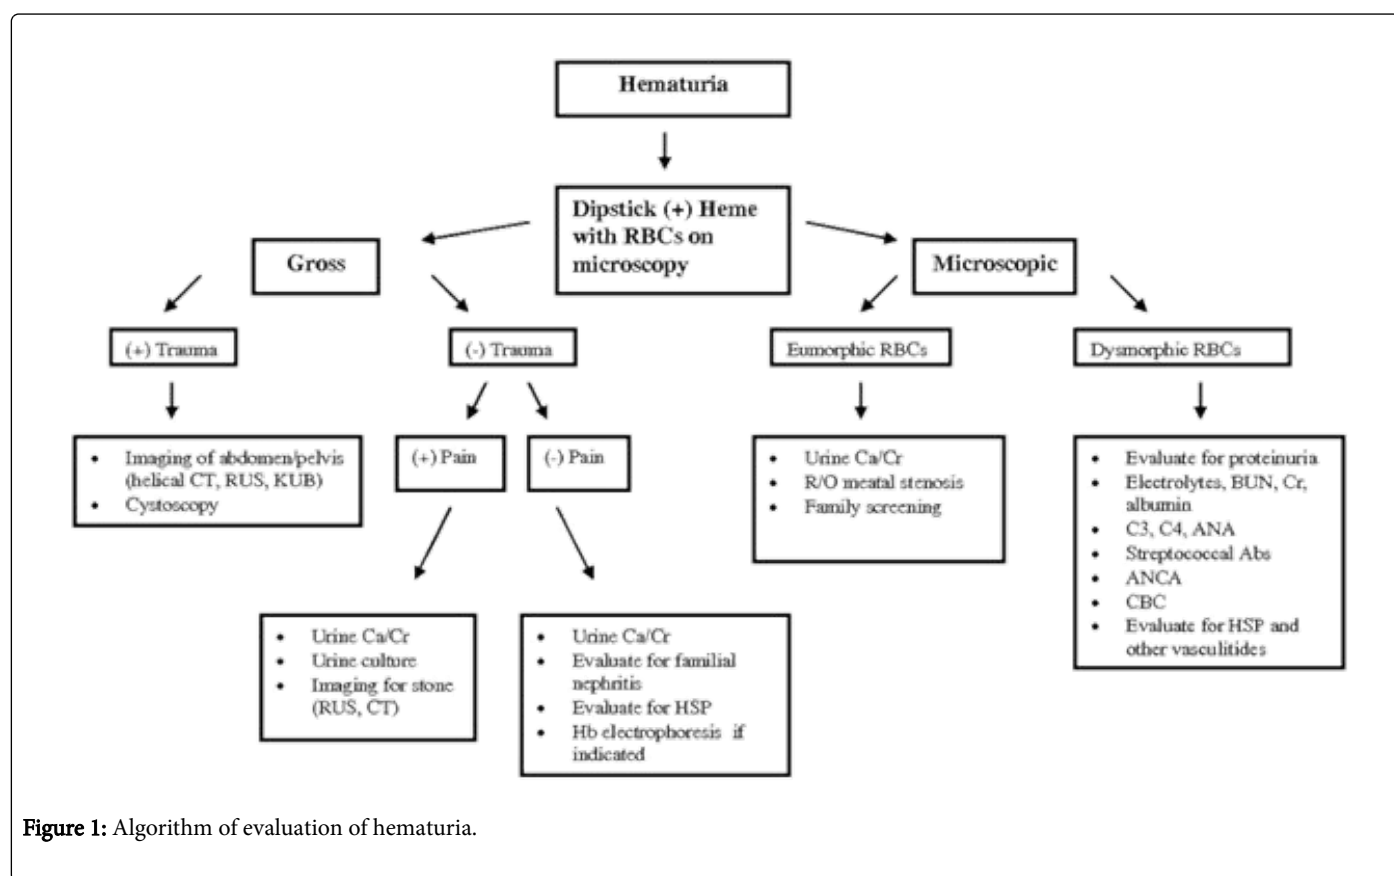 Hematuria
Dipstick (+) Heme
with RBCs on
microscopy
Gross
Microscopic
(+) Trauma
(-) Trauma
Eumorphic RBCs
Dysmorphic RBCs
• Imaging of abdomen/pelvis
(helical CT, RUS, KUB)
• Cystoscopy
(+) Pain
(-) Pain
• Urine Ca/Cr
• R/O meatal stenosis
• Family screening
• Evaluate for proteinuria
• Electrolytes, BUN, Cr,
albumin
• C3, C4, ANA
• Streptococcal Abs
• ANCA
• CBC
• Evaluate for HSP and
other vasculitides
• Urine Ca/Cr
• Urine culture
• Imaging for stone
(RUS, CT)
• Urine Ca/Cr
• Evaluate for familial
nephritis
• Evaluate for HSP
• Hb electrophoresis if
indicated
Figure 1: Algorithm of evaluation of hematuria.